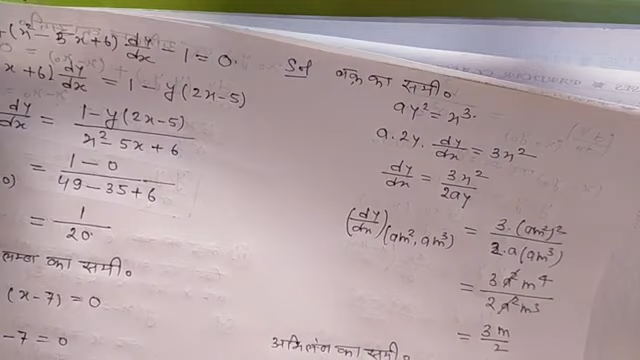 (x² - 5x + 6) dy/dx - 1 = 0.
x + 6) dy/dx = 1 - y(2x-5)
dy/dx = 1-y(2x-5) / x² - 5x + 6
= 1 - 0 / 49 - 35 + 6
0)
= 1/20.
का समी०
(x-7) = 0
-7 = 0
Sol वक्र का समी०
ay² = x³.
a.2y. dy/dx = 3x²
dy/dx = 3x²/2ay
(dy/dx)(am², am³) = 3.(am²)² / 2.a(am³)
= 3a²m⁴ / 2a²m³
= 3m/2
अभिलंब का समी०